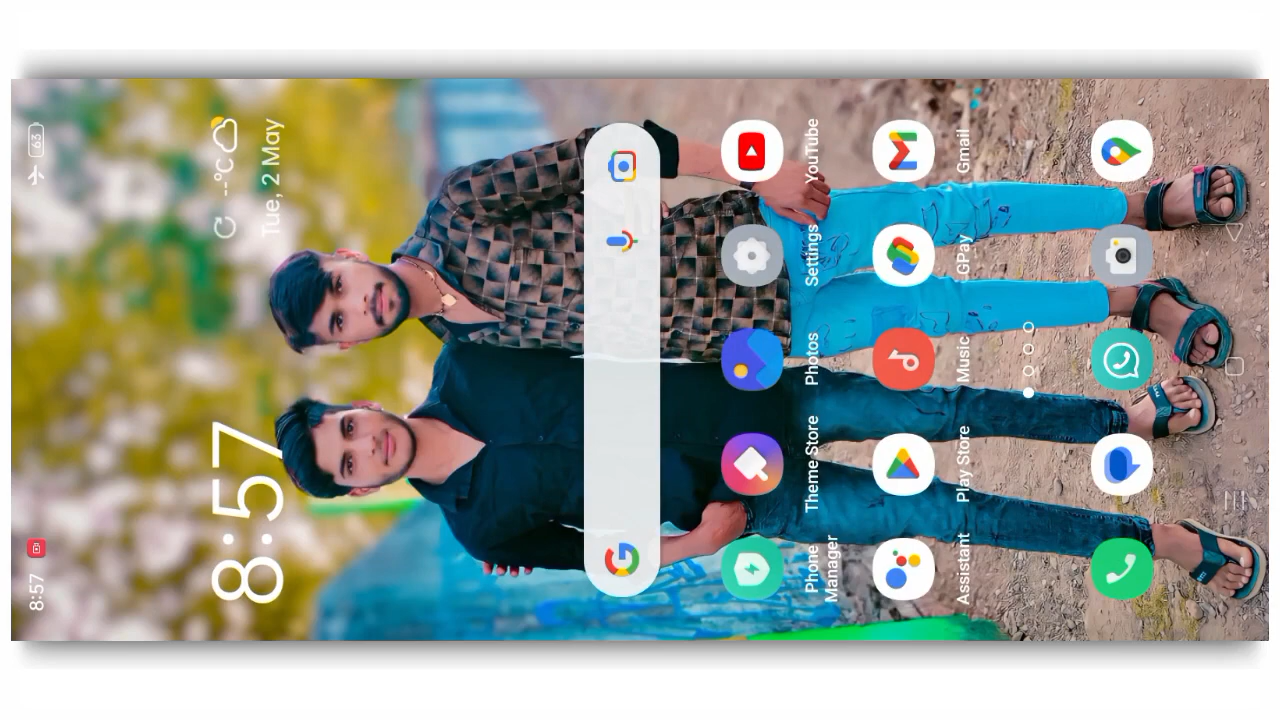 8:57
63
8:57
--°C
Tue, 2 May
Phone Manager
Theme Store
Photos
Settings
YouTube
Assistant
Play Store
Music
GPay
Gmail